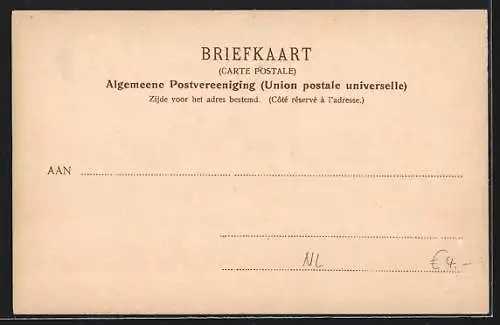 BRIEFKAART
(CARTE POSTALE)
Algemeene Postvereeniging (Union postale universelle)
Zijde voor het adres bestemd. (Côté réservé à l'adresse.)
AAN
NL €4.-